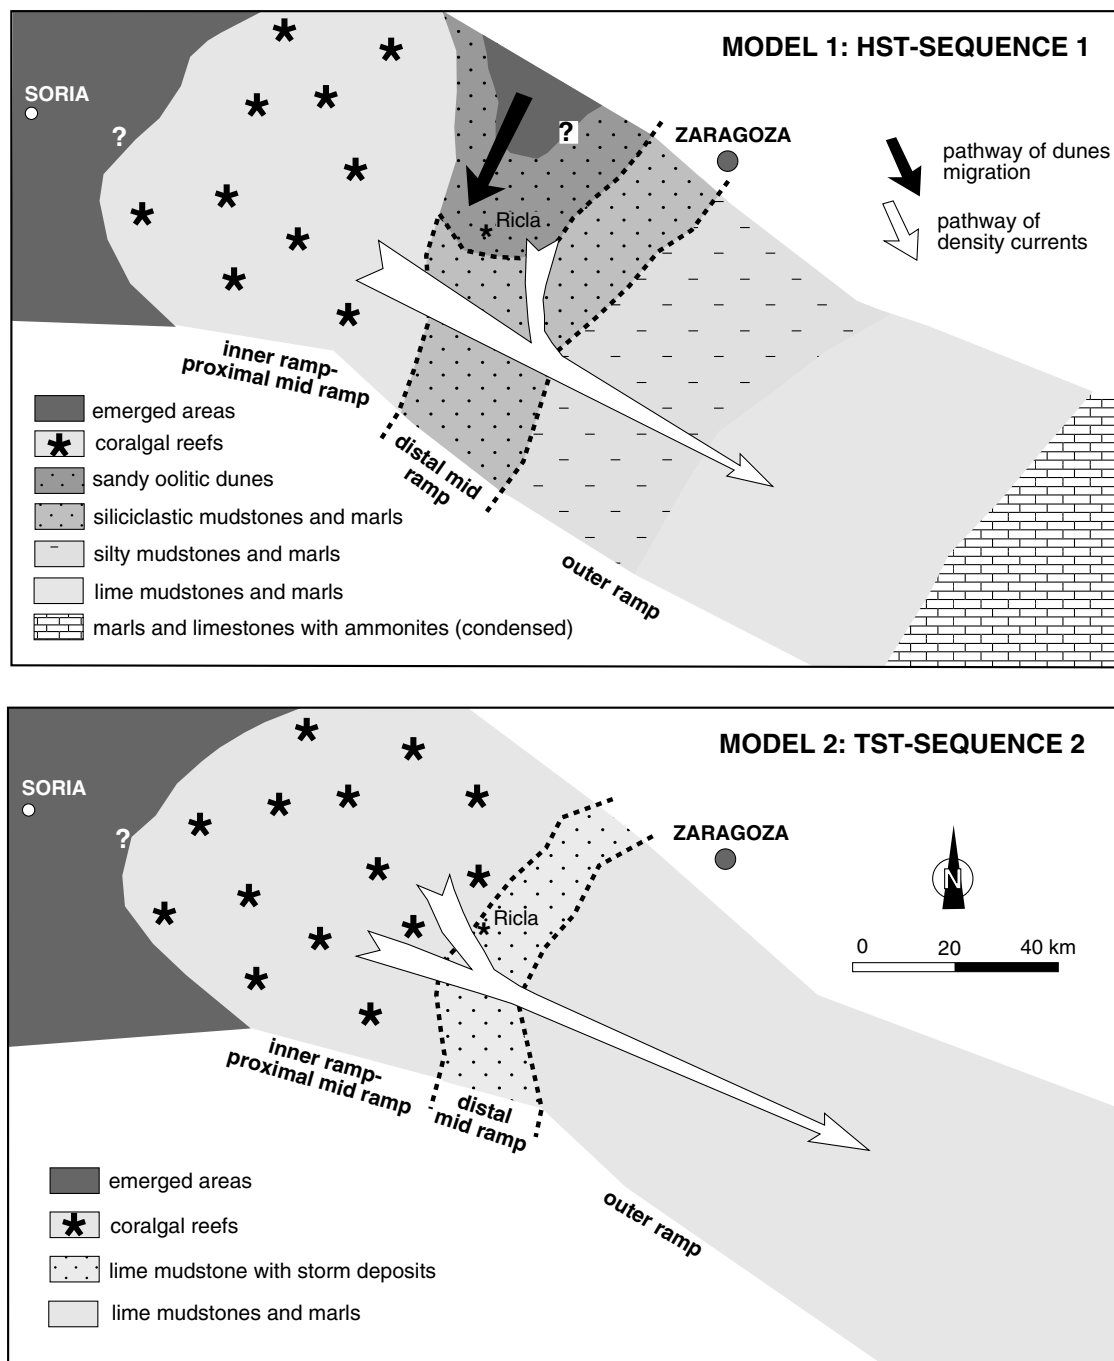 MODEL 1: HST-SEQUENCE 1
SORIA
?
?
ZARAGOZA
Ricla
pathway of dunes
migration
pathway of
density currents
inner ramp-
proximal mid ramp
distal mid
ramp
outer ramp
emerged areas
coralgal reefs
sandy oolitic dunes
siliciclastic mudstones and marls
silty mudstones and marls
lime mudstones and marls
marls and limestones with ammonites (condensed)
MODEL 2: TST-SEQUENCE 2
SORIA
?
ZARAGOZA
Ricla
N
0 20 40 km
inner ramp-
proximal mid ramp
distal
mid ramp
outer ramp
emerged areas
coralgal reefs
lime mudstone with storm deposits
lime mudstones and marls